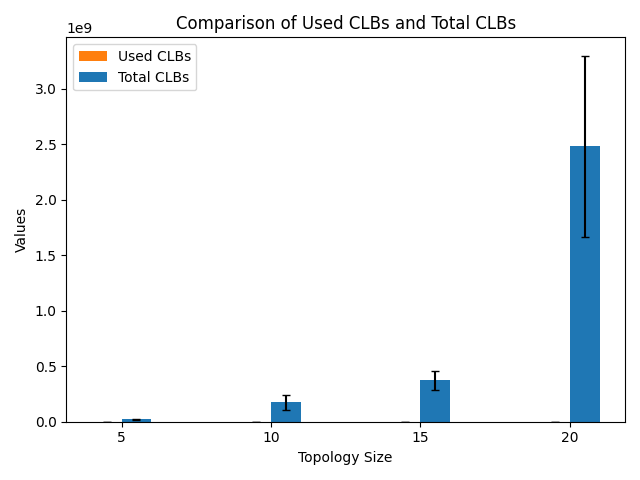 Comparison of Used CLBs and Total CLBs
1e9
Used CLBs
Total CLBs
3.0
2.5
2.0
1.5
1.0
0.5
0.0
Values
5
10
15
20
Topology Size